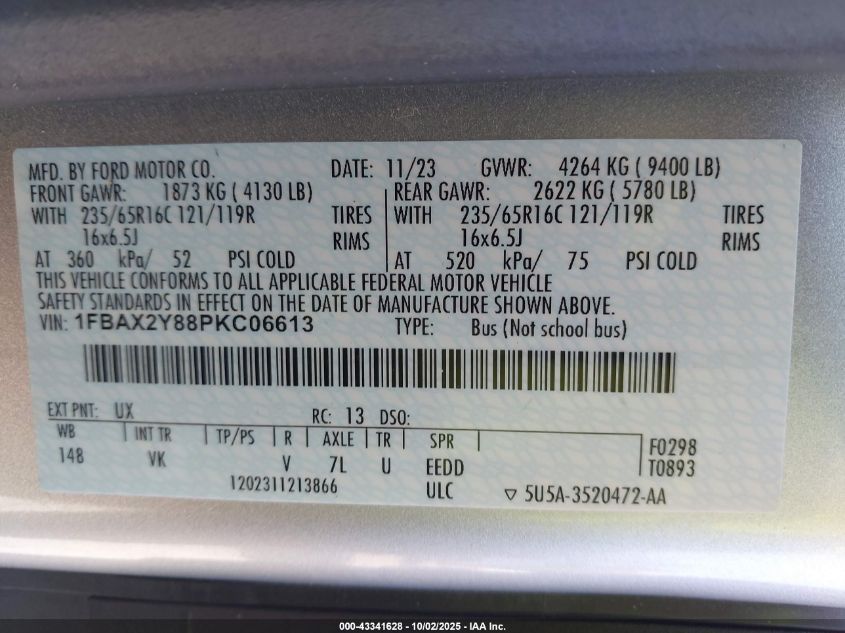 MFD. BY FORD MOTOR CO. DATE: 11/23 GVWR: 4264 KG ( 9400 LB)
FRONT GAWR: 1873 KG ( 4130 LB) REAR GAWR: 2622 KG ( 5780 LB)
WITH 235/65R16C 121/119R TIRES WITH 235/65R16C 121/119R TIRES
16x6.5J RIMS 16x6.5J RIMS
AT 360 kPa/ 52 PSI COLD AT 520 kPa/ 75 PSI COLD
THIS VEHICLE CONFORMS TO ALL APPLICABLE FEDERAL MOTOR VEHICLE
SAFETY STANDARDS IN EFFECT ON THE DATE OF MANUFACTURE SHOWN ABOVE.
VIN: 1FBAX2Y88PKC06613 TYPE: Bus (Not school bus)
EXT PNT: UX RC: 13 DSO:
WB INT TR TP/PS R AXLE TR SPR F0298
148 VK V 7L U EEDD T0893
1202311213866 ULC ▽ 5U5A-3520472-AA
000-43341628 - 10/02/2025 - IAA Inc.